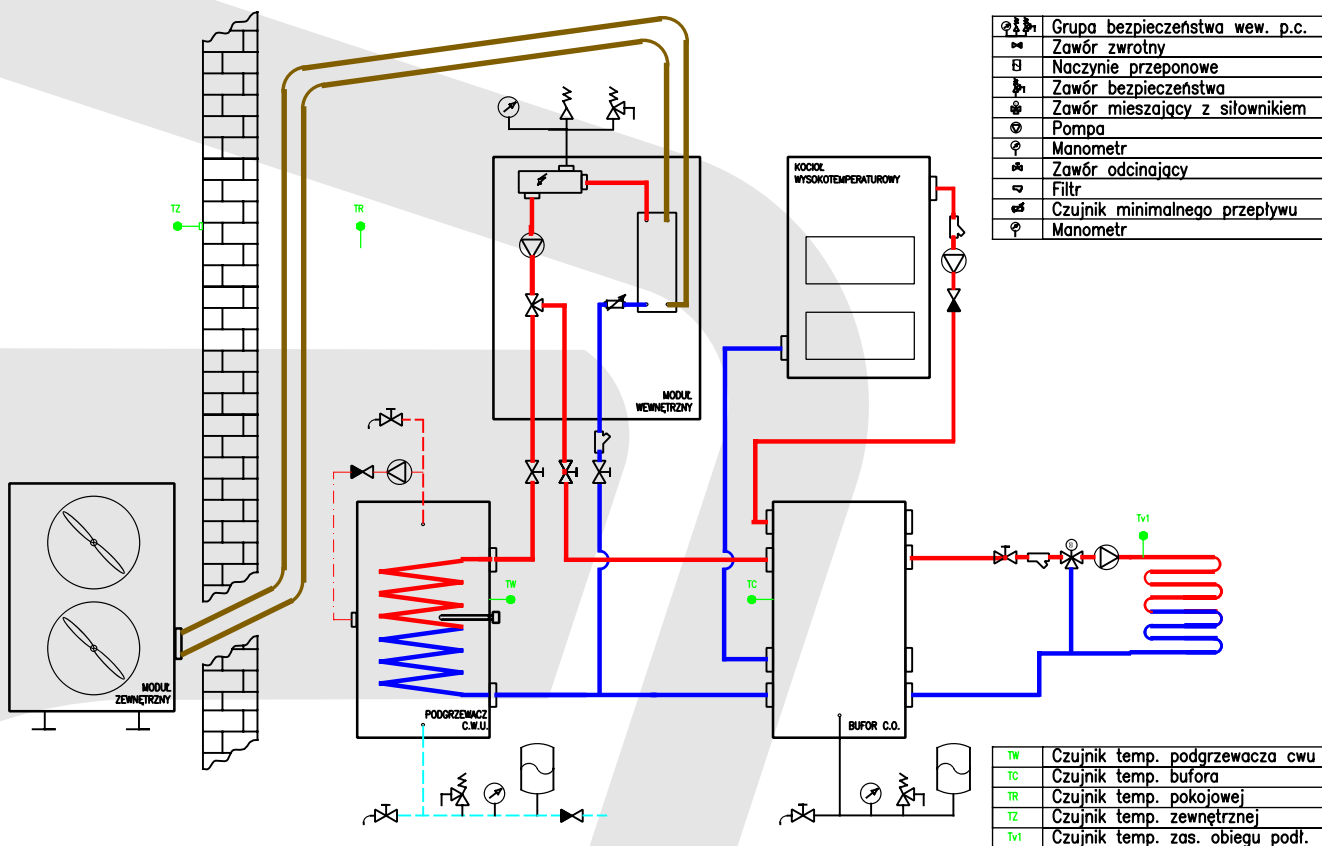 Grupa bezpieczeństwa wew. p.c.
Zawór zwrotny
Naczynie przeponowe
Zawór bezpieczeństwa
Zawór mieszający z siłownikiem
Pompa
Manometr
Zawór odcinający
Filtr
Czujnik minimalnego przepływu
Manometr
KOCIOŁ
WYSOKOTEMPERATUROWY
TZ
TR
MODUŁ
WEWNĘTRZNY
Tv1
TW
TC
MODUŁ
ZEWNĘTRZNY
PODGRZEWACZ
C.W.U.
BUFOR C.O.
TW Czujnik temp. podgrzewacza cwu
TC Czujnik temp. bufora
TR Czujnik temp. pokojowej
TZ Czujnik temp. zewnętrznej
Tv1 Czujnik temp. zas. obiegu podł.